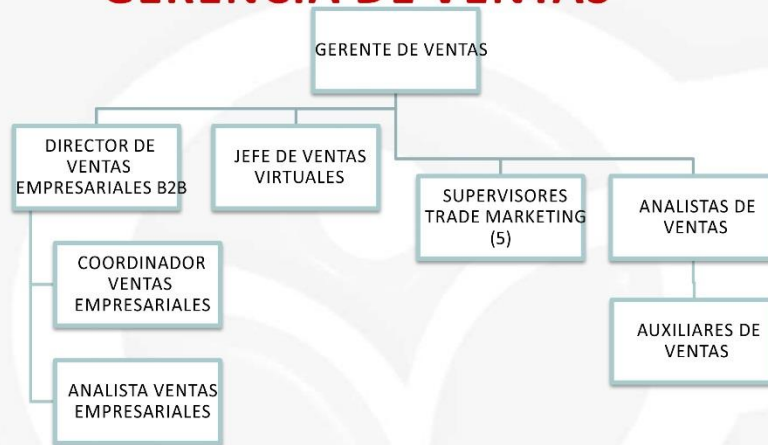 GERENCIA DE VENTAS
GERENTE DE VENTAS
DIRECTOR DE
VENTAS
EMPRESARIALES B2B
JEFE DE VENTAS
VIRTUALES
SUPERVISORES
TRADE MARKETING
(5)
ANALISTAS DE
VENTAS
COORDINADOR
VENTAS
EMPRESARIALES
AUXILIARES DE
VENTAS
ANALISTA VENTAS
EMPRESARIALES